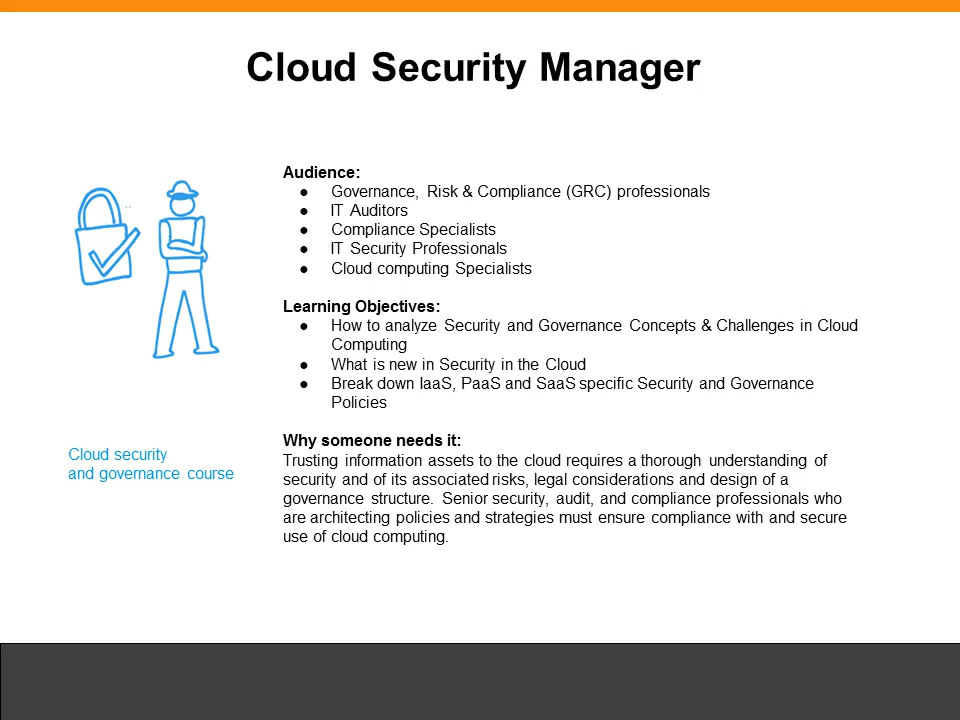 Cloud Security Manager
Audience:
● Governance, Risk & Compliance (GRC) professionals
● IT Auditors
● Compliance Specialists
● IT Security Professionals
● Cloud computing Specialists
Learning Objectives:
● How to analyze Security and Governance Concepts & Challenges in Cloud
Computing
● What is new in Security in the Cloud
● Break down IaaS, PaaS and SaaS specific Security and Governance
Policies
Why someone needs it:
Trusting information assets to the cloud requires a thorough understanding of
security and of its associated risks, legal considerations and design of a
governance structure. Senior security, audit, and compliance professionals who
are architecting policies and strategies must ensure compliance with and secure
use of cloud computing.
Cloud security
and governance course